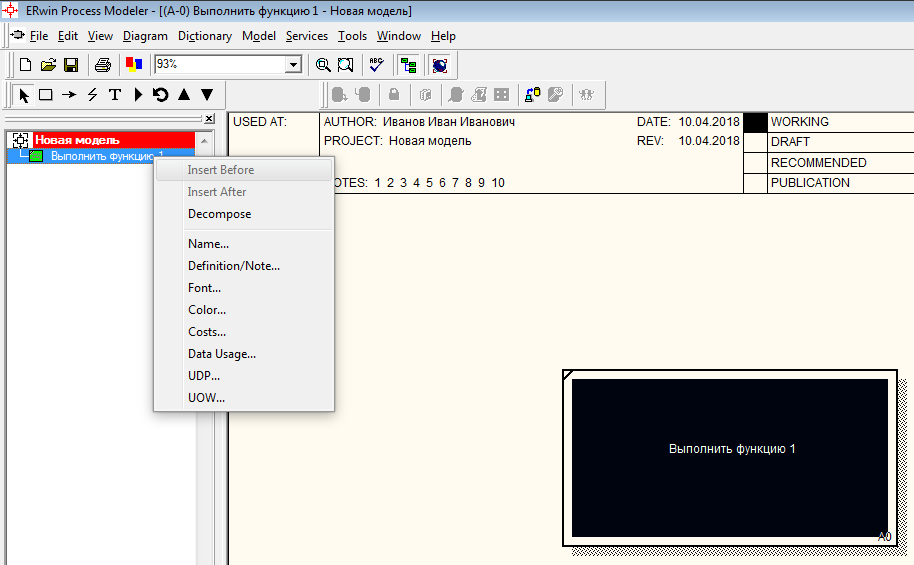 ERwin Process Modeler - [(A-0) Выполнить функцию 1 - Новая модель]
File Edit View Diagram Dictionary Model Services Tools Window Help
93%
ABC
T
Новая модель
Выполнить функцию 1
Insert Before
Insert After
Decompose
Name...
Definition/Note...
Font...
Color...
Costs...
Data Usage...
UDP...
UOW...
USED AT: AUTHOR: Иванов Иван Иванович DATE: 10.04.2018 WORKING
PROJECT: Новая модель REV: 10.04.2018 DRAFT
RECOMMENDED
NOTES: 1 2 3 4 5 6 7 8 9 10 PUBLICATION
Выполнить функцию 1
A0